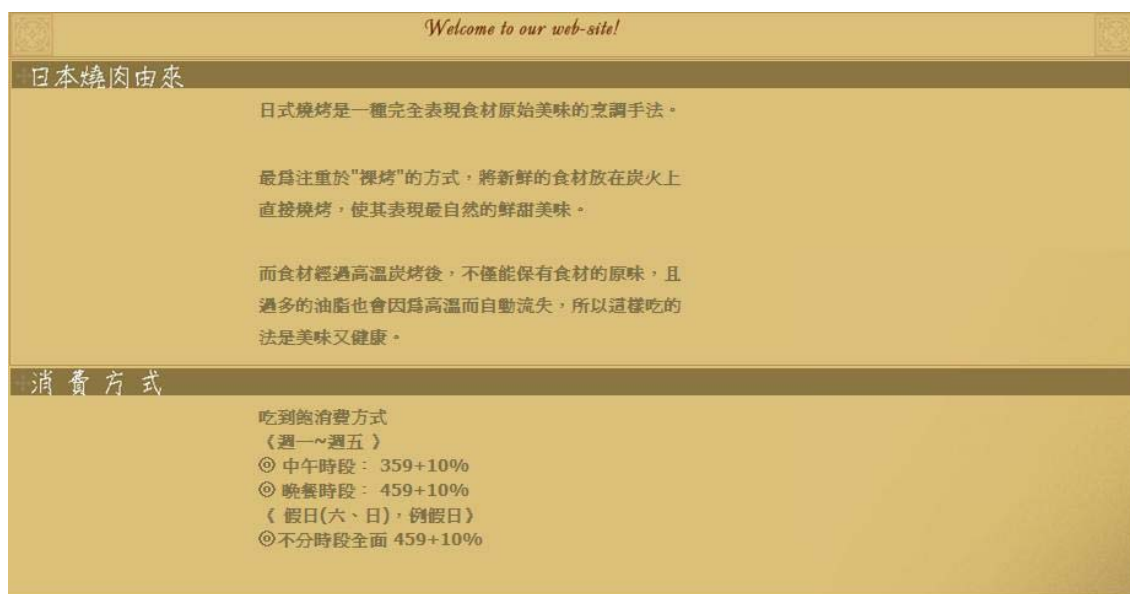 Welcome to our web-site!
日本燒肉由來
日式燒烤是一種完全表現食材原始美味的烹調手法。
最為注重於"裸烤"的方式，將新鮮的食材放在炭火上
直接燒烤，使其表現最自然的鮮甜美味。
而食材經過高溫炭烤後，不僅能保有食材的原味，且
過多的油脂也會因為高溫而自動流失，所以這樣吃的
法是美味又健康。
消費方式
吃到飽消費方式
《週一~週五 》
◎ 中午時段： 359+10%
◎ 晚餐時段： 459+10%
《 假日(六、日)，例假日》
◎不分時段全面 459+10%